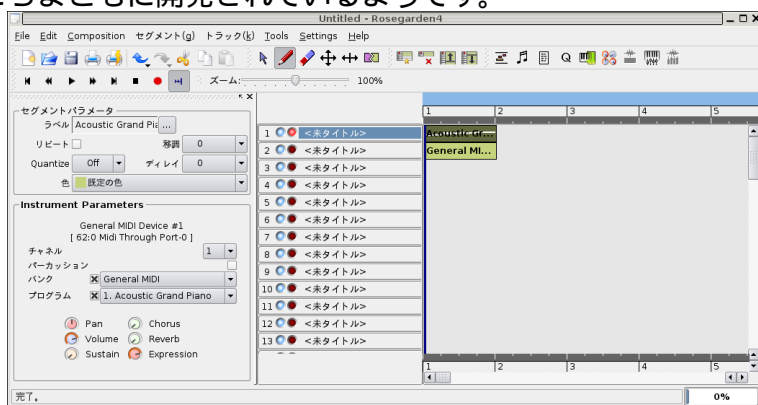 こちまともに開発されているようです。
Untitled - Rosegarden4
File Edit Composition セグメント(g) トラック(k) Tools Settings Help
ズーム: 100%
セグメントパラメータ
ラベル Acoustic Grand Pia ...
リピート 移調 0
Quantize Off ディレイ 0
色 既定の色
Instrument Parameters
General MIDI Device #1
[ 62:0 Midi Through Port-0 ]
チャネル 1
パーカッション
バンク General MIDI
プログラム 1. Acoustic Grand Piano
Pan Chorus
Volume Reverb
Sustain Expression
1 2 3 4 5
1 <未タイトル> Acoustic Gr...
2 <未タイトル> General MI...
3 <未タイトル>
4 <未タイトル>
5 <未タイトル>
6 <未タイトル>
7 <未タイトル>
8 <未タイトル>
9 <未タイトル>
10 <未タイトル>
11 <未タイトル>
12 <未タイトル>
13 <未タイトル>
1 2 3 4 5
完了。 0%